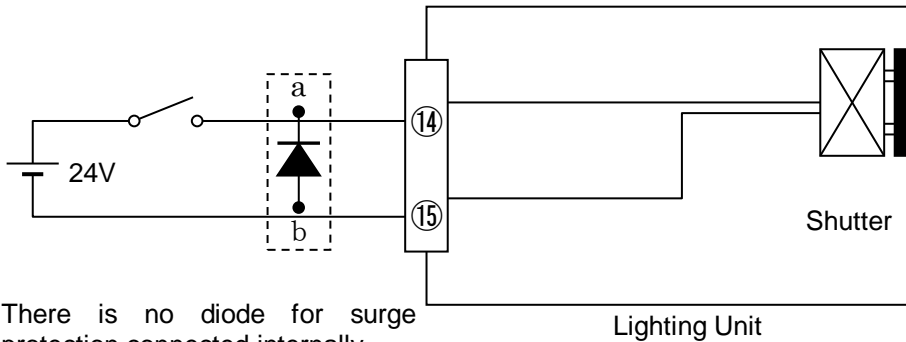 a
⑭
24V
⑮
b
Shutter
There is no diode for surge
protection connected internally
Lighting Unit